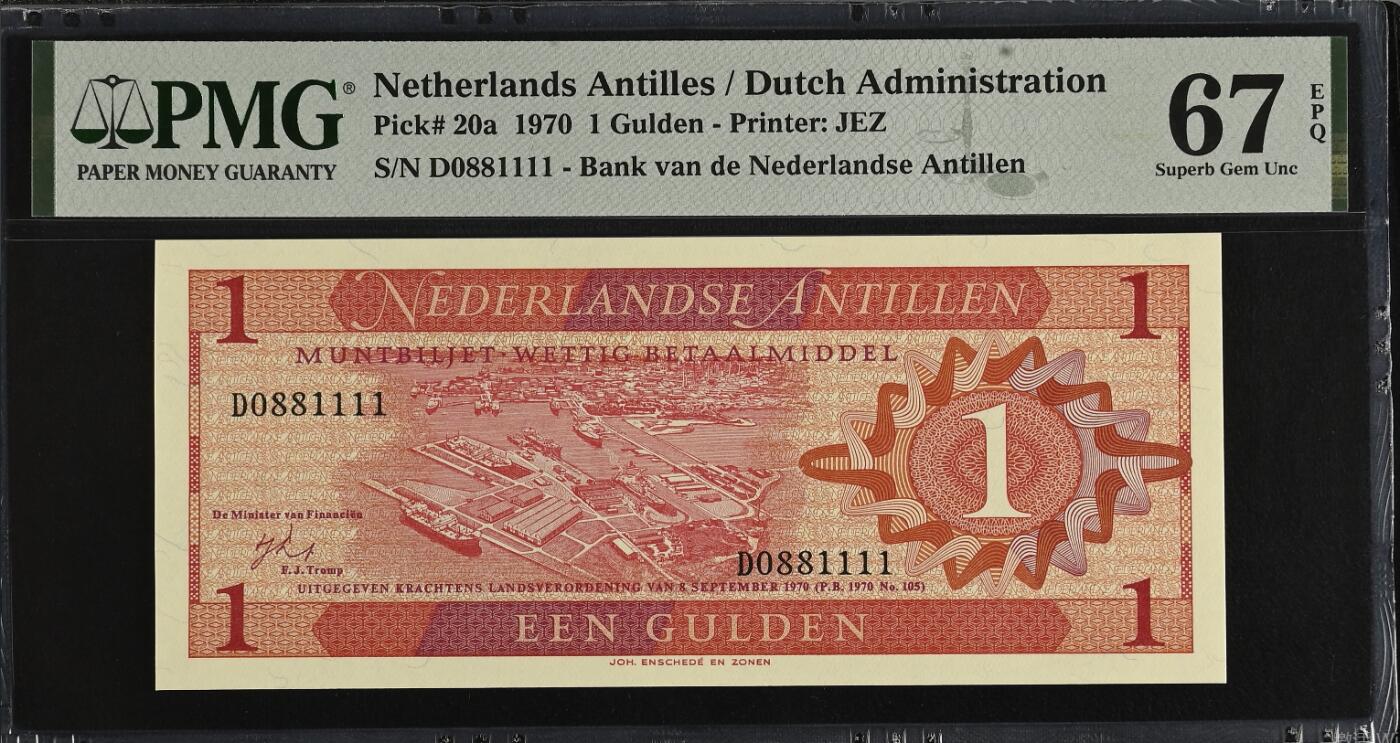 PMG®
PAPER MONEY GUARANTY
Netherlands Antilles / Dutch Administration
Pick# 20a 1970 1 Gulden - Printer: JEZ
S/N D0881111 - Bank van de Nederlandse Antillen
67
EPQ
Superb Gem Unc
1 NEDERLANDSE ANTILLEN 1
MUNTBILJET·WETTIG BETAALMIDDEL
D0881111
1
De Minister van Financiën
F.J. Tromp
D0881111
UITGEGEVEN KRACHTENS LANDSVERORDENING VAN 8 SEPTEMBER 1970 (P.B. 1970 No. 105)
1 EEN GULDEN 1
JOH. ENSCHEDÉ EN ZONEN